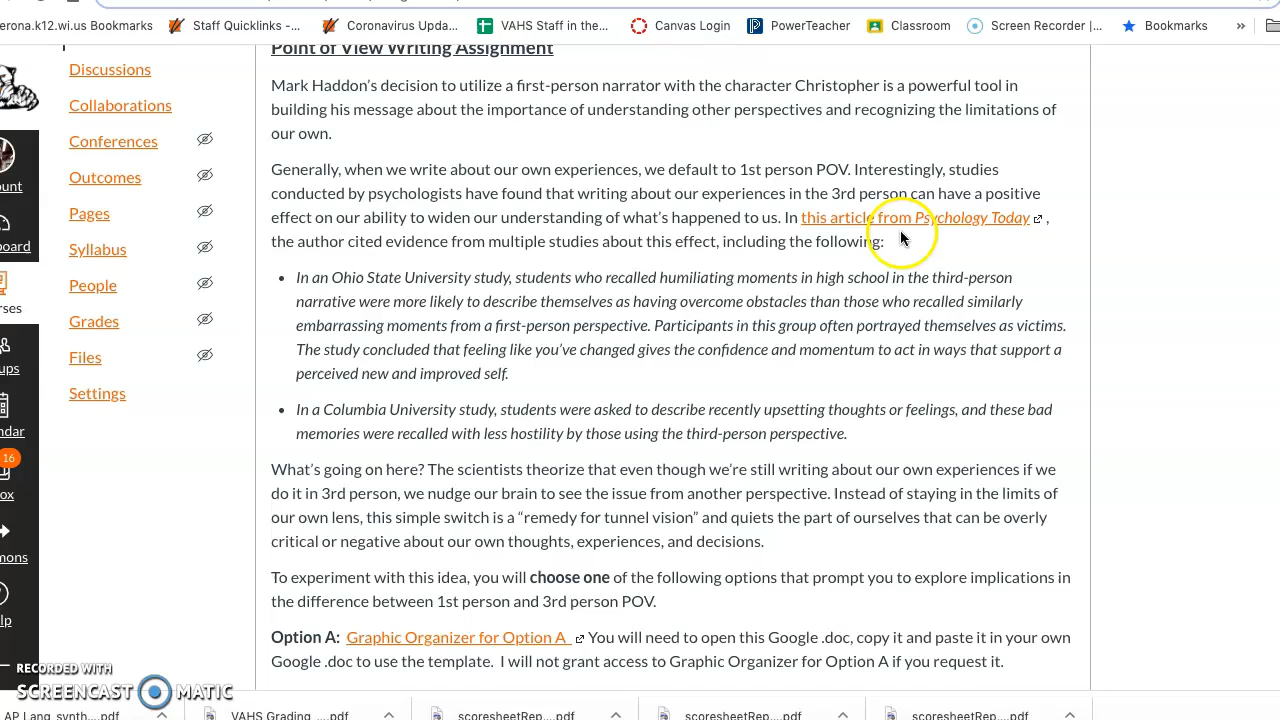 erona.k12.wi.us Bookmarks Staff Quicklinks -... Coronavirus Upda... VAHS Staff in the... Canvas Login PowerTeacher Classroom Screen Recorder |... Bookmarks »
Discussions
Collaborations
Conferences
Outcomes
Pages
Syllabus
People
Grades
Files
Settings
ount
board
rses
ups
ndar
16
ox
mons
lp
Point of View Writing Assignment
Mark Haddon's decision to utilize a first-person narrator with the character Christopher is a powerful tool in
building his message about the importance of understanding other perspectives and recognizing the limitations of
our own.
Generally, when we write about our own experiences, we default to 1st person POV. Interestingly, studies
conducted by psychologists have found that writing about our experiences in the 3rd person can have a positive
effect on our ability to widen our understanding of what's happened to us. In this article from Psychology Today ,
the author cited evidence from multiple studies about this effect, including the following:
• In an Ohio State University study, students who recalled humiliating moments in high school in the third-person
narrative were more likely to describe themselves as having overcome obstacles than those who recalled similarly
embarrassing moments from a first-person perspective. Participants in this group often portrayed themselves as victims.
The study concluded that feeling like you've changed gives the confidence and momentum to act in ways that support a
perceived new and improved self.
• In a Columbia University study, students were asked to describe recently upsetting thoughts or feelings, and these bad
memories were recalled with less hostility by those using the third-person perspective.
What's going on here? The scientists theorize that even though we're still writing about our own experiences if we
do it in 3rd person, we nudge our brain to see the issue from another perspective. Instead of staying in the limits of
our own lens, this simple switch is a “remedy for tunnel vision” and quiets the part of ourselves that can be overly
critical or negative about our own thoughts, experiences, and decisions.
To experiment with this idea, you will choose one of the following options that prompt you to explore implications in
the difference between 1st person and 3rd person POV.
Option A: Graphic Organizer for Option A You will need to open this Google .doc, copy it and paste it in your own
Google .doc to use the template. I will not grant access to Graphic Organizer for Option A if you request it.
RECORDED WITH
SCREENCAST MATIC
AP Lang_synth....pdf VAHS Grading_....pdf scoresheetRep....pdf scoresheetRep....pdf scoresheetRep....pdf